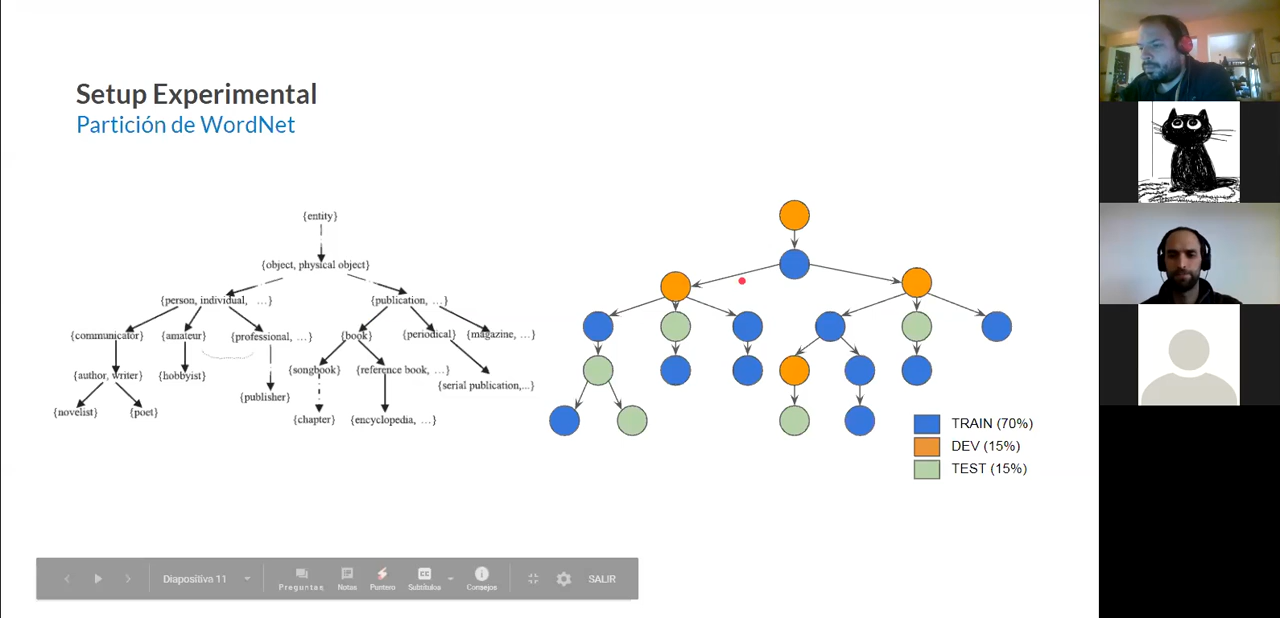 Setup Experimental
Partición de WordNet
{entity}
{object, physical object}
{person, individual, ...}
{publication, ...}
{communicator}
{amateur}
{professional, ...}
{book}
{periodical}
{magazine, ...}
{author, writer}
{hobbyist}
{songbook}
{reference book, ...}
{serial publication,...}
{publisher}
{novelist}
{poet}
{chapter}
{encyclopedia, ...}
TRAIN (70%)
DEV (15%)
TEST (15%)
Diapositiva 11
Preguntas
Notas
Puntero
Subtítulos
Consejos
SALIR